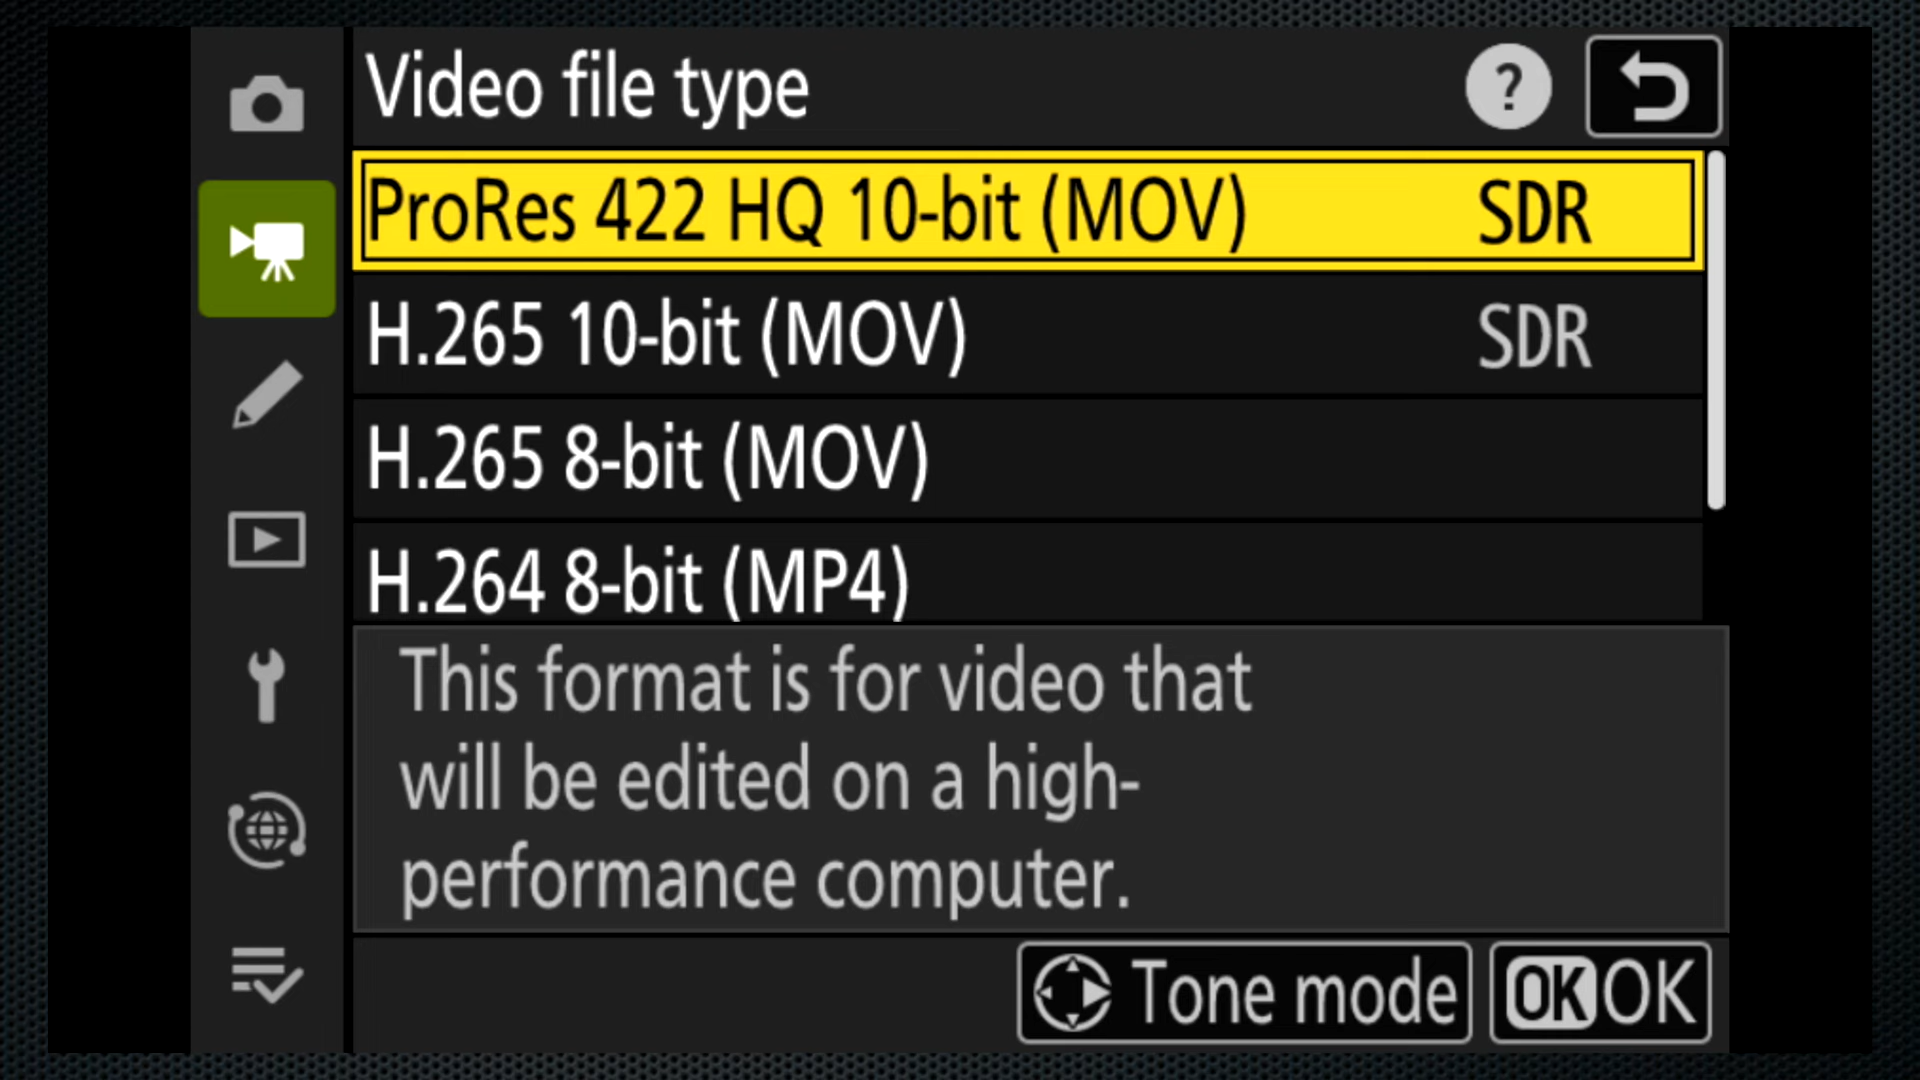 Video file type ?
ProRes 422 HQ 10-bit (MOV) SDR
H.265 10-bit (MOV) SDR
H.265 8-bit (MOV)
H.264 8-bit (MP4)
This format is for video that
will be edited on a high-
performance computer.
Tone mode OK OK